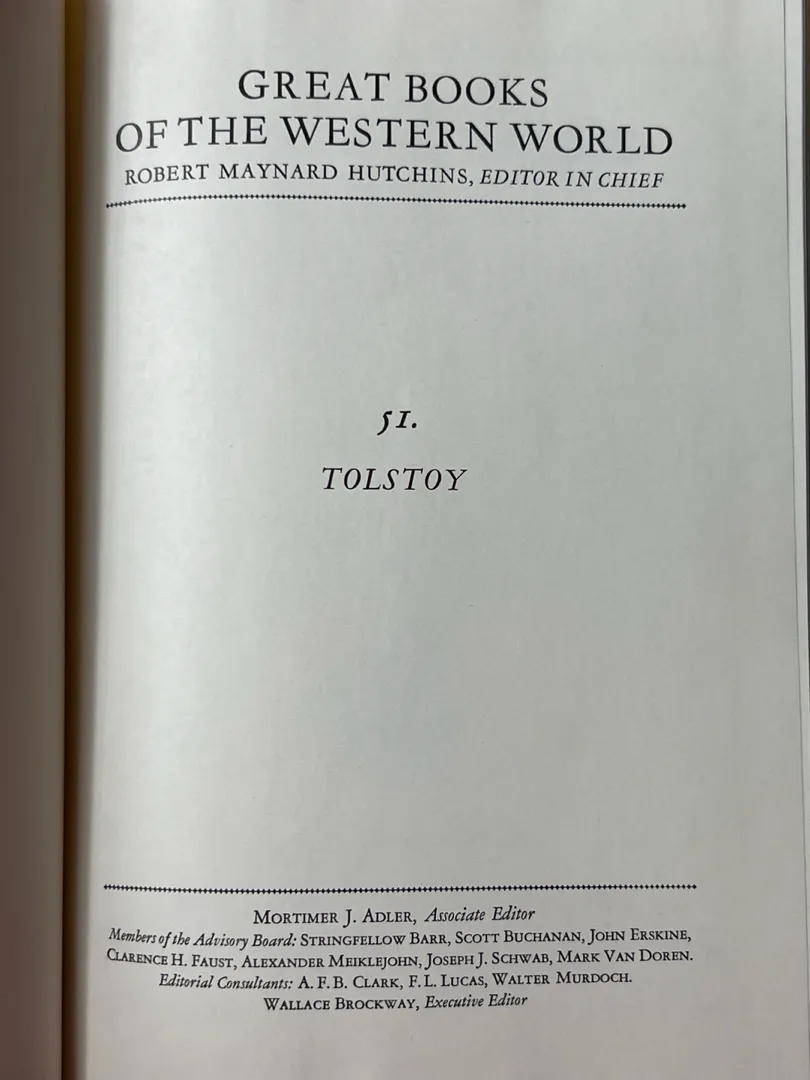 GREAT BOOKS
OF THE WESTERN WORLD
ROBERT MAYNARD HUTCHINS, EDITOR IN CHIEF
51.
TOLSTOY
MORTIMER J. ADLER, Associate Editor
Members of the Advisory Board: STRINGFELLOW BARR, SCOTT BUCHANAN, JOHN ERSKINE,
CLARENCE H. FAUST, ALEXANDER MEIKLEJOHN, JOSEPH J. SCHWAB, MARK VAN DOREN.
Editorial Consultants: A. F. B. CLARK, F. L. LUCAS, WALTER MURDOCH.
WALLACE BROCKWAY, Executive Editor